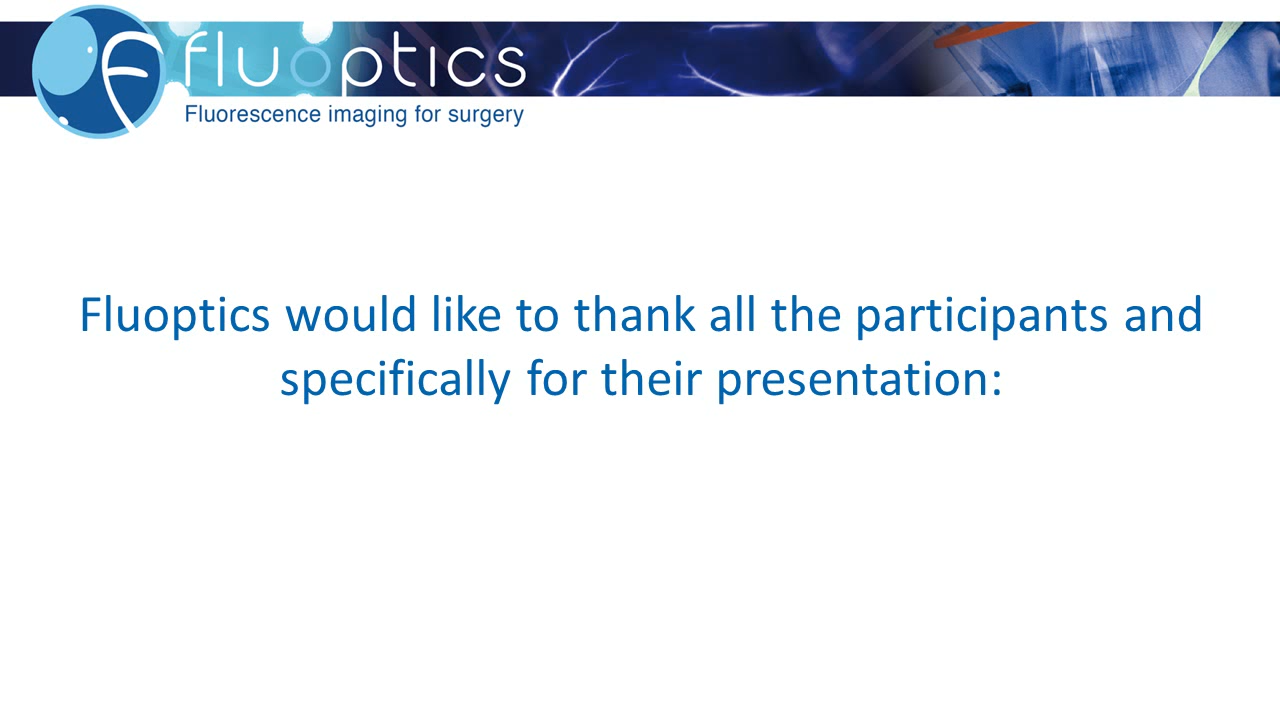 fluoptics
Fluorescence imaging for surgery
Fluoptics would like to thank all the participants and
specifically for their presentation: